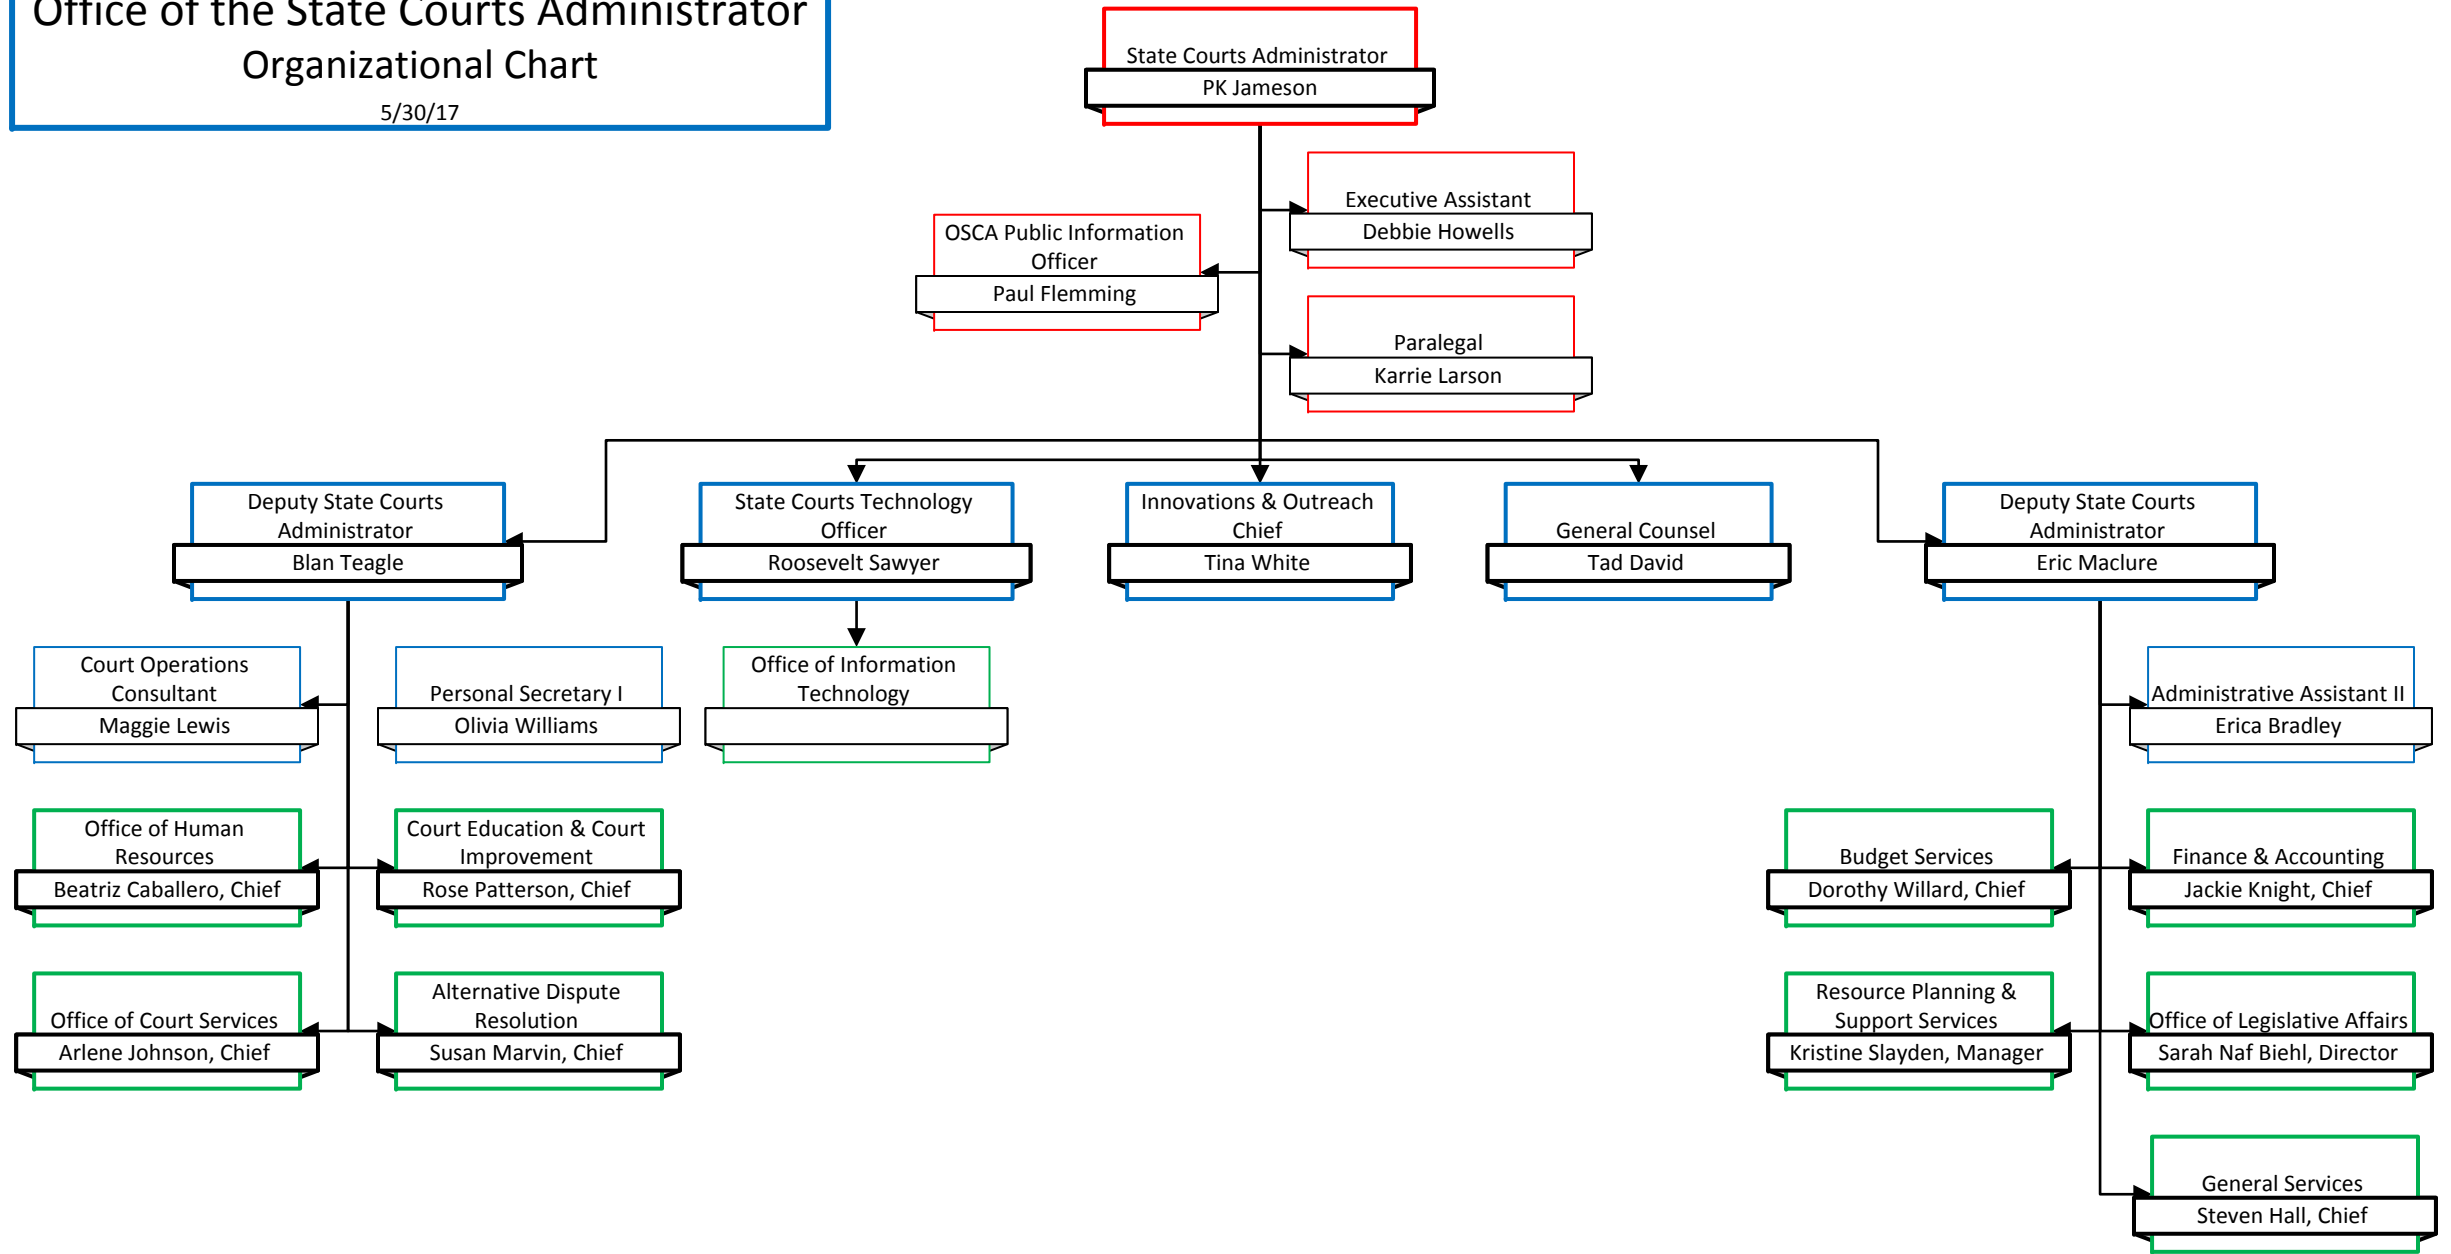 Office of the State Courts Administrator
Organizational Chart
5/30/17
State Courts Administrator
PK Jameson
Executive Assistant
Debbie Howells
OSCA Public Information
Officer
Paul Flemming
Paralegal
Karrie Larson
Deputy State Courts
Administrator
Blan Teagle
State Courts Technology
Officer
Roosevelt Sawyer
Innovations & Outreach
Chief
Tina White
General Counsel
Tad David
Deputy State Courts
Administrator
Eric Maclure
Court Operations
Consultant
Maggie Lewis
Personal Secretary I
Olivia Williams
Office of Information
Technology
Administrative Assistant II
Erica Bradley
Office of Human
Resources
Beatriz Caballero, Chief
Court Education & Court
Improvement
Rose Patterson, Chief
Budget Services
Dorothy Willard, Chief
Finance & Accounting
Jackie Knight, Chief
Office of Court Services
Arlene Johnson, Chief
Alternative Dispute
Resolution
Susan Marvin, Chief
Resource Planning &
Support Services
Kristine Slayden, Manager
Office of Legislative Affairs
Sarah Naf Biehl, Director
General Services
Steven Hall, Chief